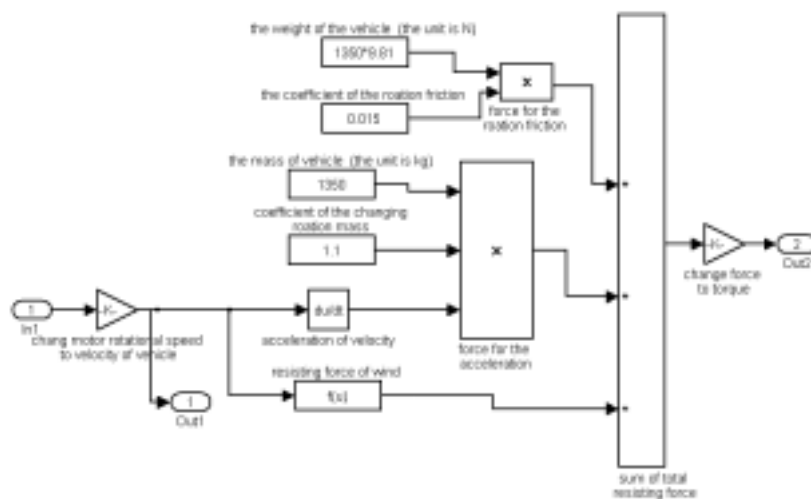 the weight of the vehicle (the unit is N)
1350*9.81
x
the coefficient of the roation friction
0.015
force for the
roation friction
the mass of vehicle (the unit is kg)
1350
coefficient of the changing
roation mass
1.1
x
+
+
+
-K-
change force
to torque
2
Out2
1
In1
-K-
chang motor rotational speed
to velocity of vehicle
du/dt
acceleration of velocity
force for the
acceleration
resisting force of wind
f(u)
1
Out1
sum of total
resisting force